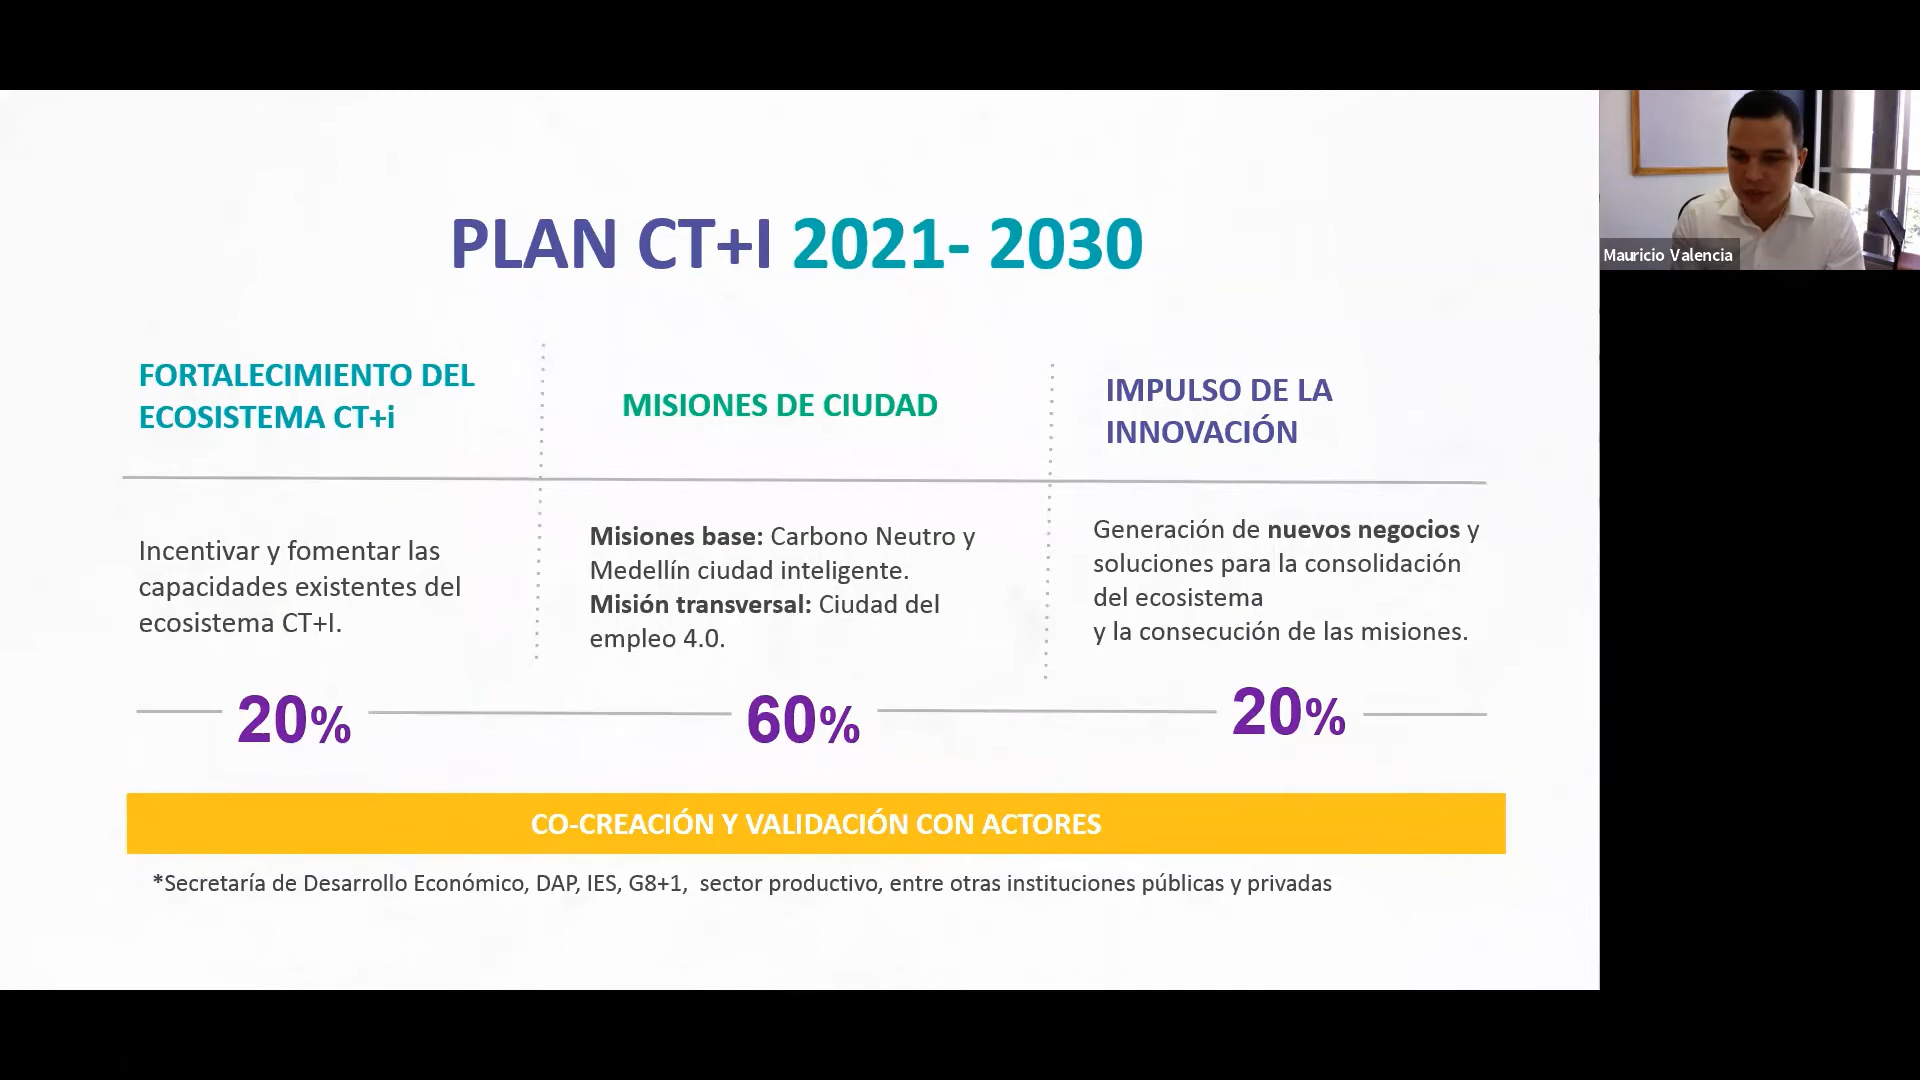 PLAN CT+I 2021- 2030
FORTALECIMIENTO DEL
ECOSISTEMA CT+i
MISIONES DE CIUDAD
IMPULSO DE LA
INNOVACIÓN
Incentivar y fomentar las
capacidades existentes del
ecosistema CT+I.
Misiones base: Carbono Neutro y
Medellín ciudad inteligente.
Misión transversal: Ciudad del
empleo 4.0.
Generación de nuevos negocios y
soluciones para la consolidación
del ecosistema
y la consecución de las misiones.
20%
60%
20%
CO-CREACIÓN Y VALIDACIÓN CON ACTORES
*Secretaría de Desarrollo Económico, DAP, IES, G8+1, sector productivo, entre otras instituciones públicas y privadas
Mauricio Valencia